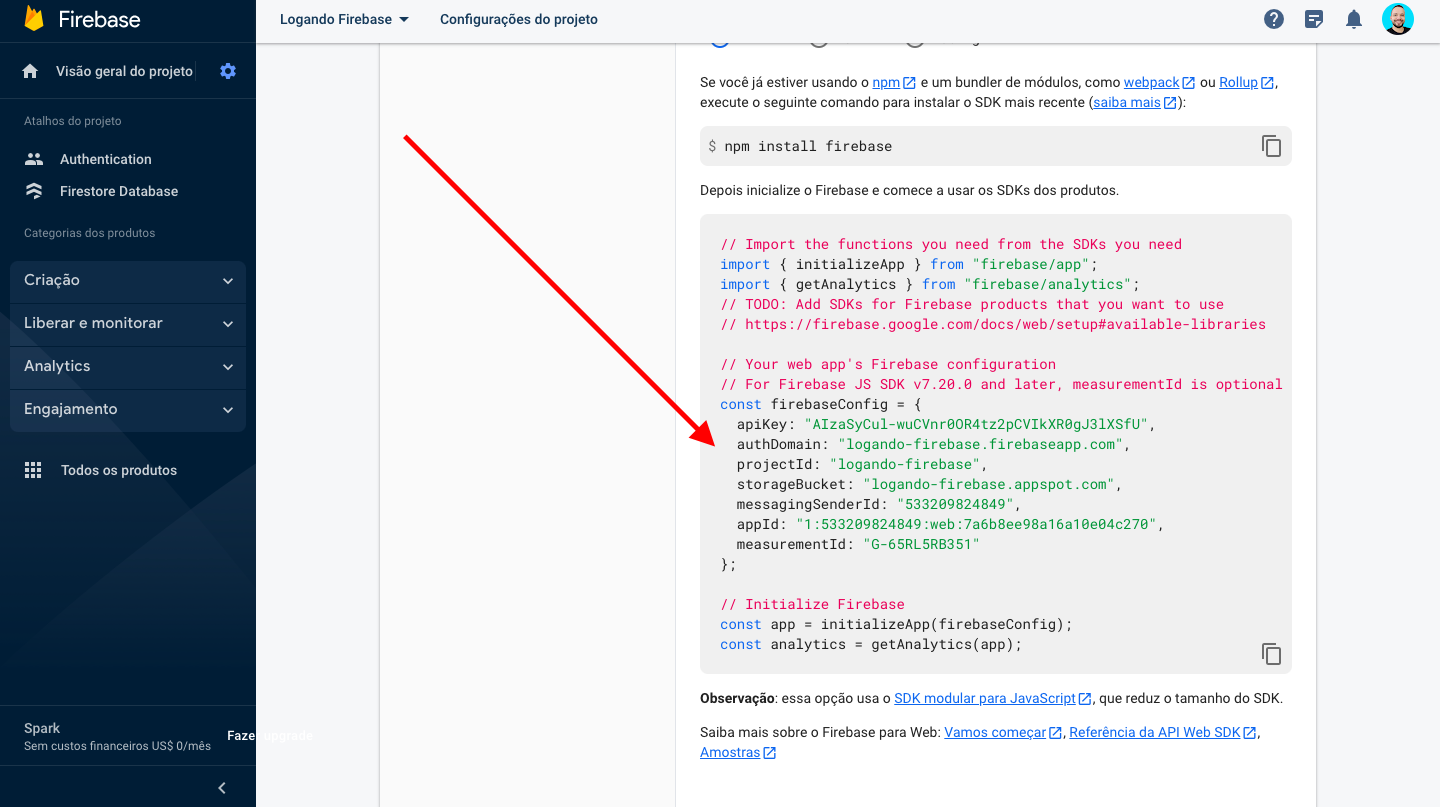 Firebase
Logando Firebase
Configurações do projeto
Visão geral do projeto
Atalhos do projeto
Authentication
Firestore Database
Categorias dos produtos
Criação
Liberar e monitorar
Analytics
Engajamento
Todos os produtos
Spark
Sem custos financeiros US$ 0/mês
Fazer upgrade
Se você já estiver usando o npm e um bundler de módulos, como webpack ou Rollup,
execute o seguinte comando para instalar o SDK mais recente (saiba mais):
$ npm install firebase
Depois inicialize o Firebase e comece a usar os SDKs dos produtos.
// Import the functions you need from the SDKs you need
import { initializeApp } from "firebase/app";
import { getAnalytics } from "firebase/analytics";
// TODO: Add SDKs for Firebase products that you want to use
// https://firebase.google.com/docs/web/setup#available-libraries
// Your web app's Firebase configuration
// For Firebase JS SDK v7.20.0 and later, measurementId is optional
const firebaseConfig = {
apiKey: "AIzaSyCul-wuCVnr0OR4tz2pCVIkXR0gJ3lXSfU",
authDomain: "logando-firebase.firebaseapp.com",
projectId: "logando-firebase",
storageBucket: "logando-firebase.appspot.com",
messagingSenderId: "533209824849",
appId: "1:533209824849:web:7a6b8ee98a16a10e04c270",
measurementId: "G-65RL5RB351"
};
// Initialize Firebase
const app = initializeApp(firebaseConfig);
const analytics = getAnalytics(app);
Observação: essa opção usa o SDK modular para JavaScript, que reduz o tamanho do SDK.
Saiba mais sobre o Firebase para Web: Vamos começar, Referência da API Web SDK,
Amostras